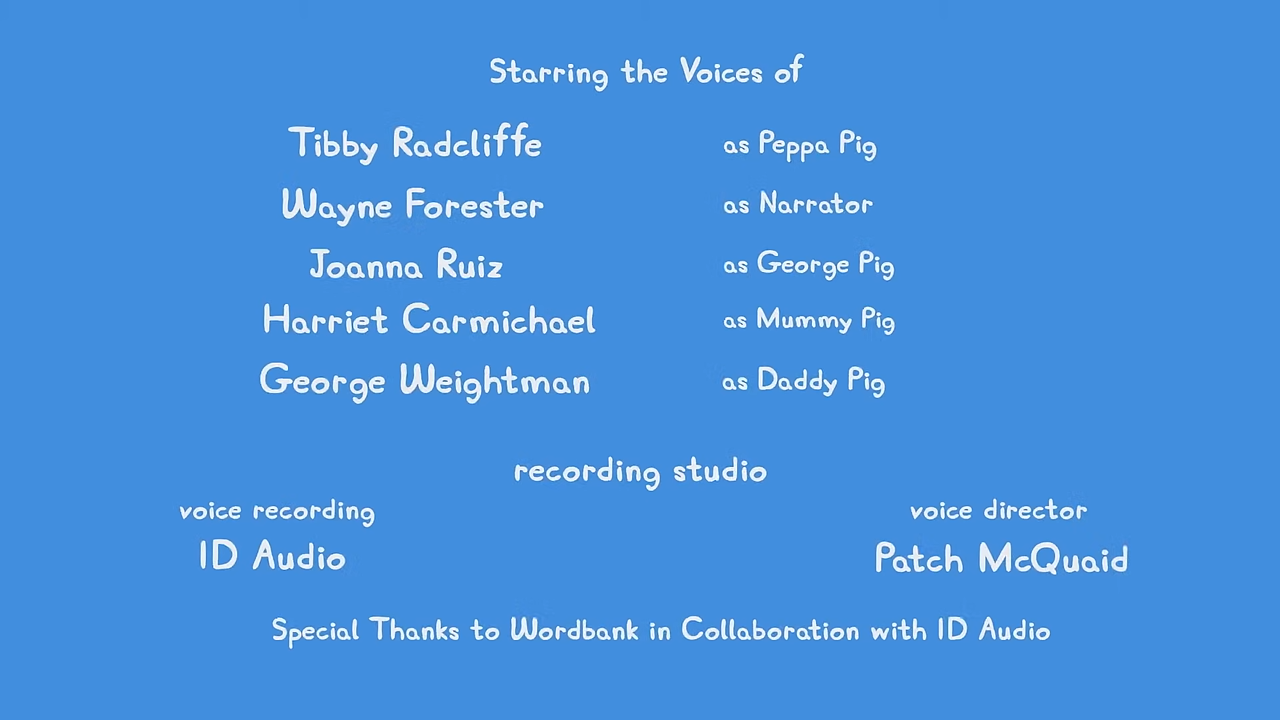 Starring the Voices of
Tibby Radcliffe as Peppa Pig
Wayne Forester as Narrator
Joanna Ruiz as George Pig
Harriet Carmichael as Mummy Pig
George Weightman as Daddy Pig
recording studio
voice recording voice director
ID Audio Patch McQuaid
Special Thanks to Wordbank in Collaboration with ID Audio